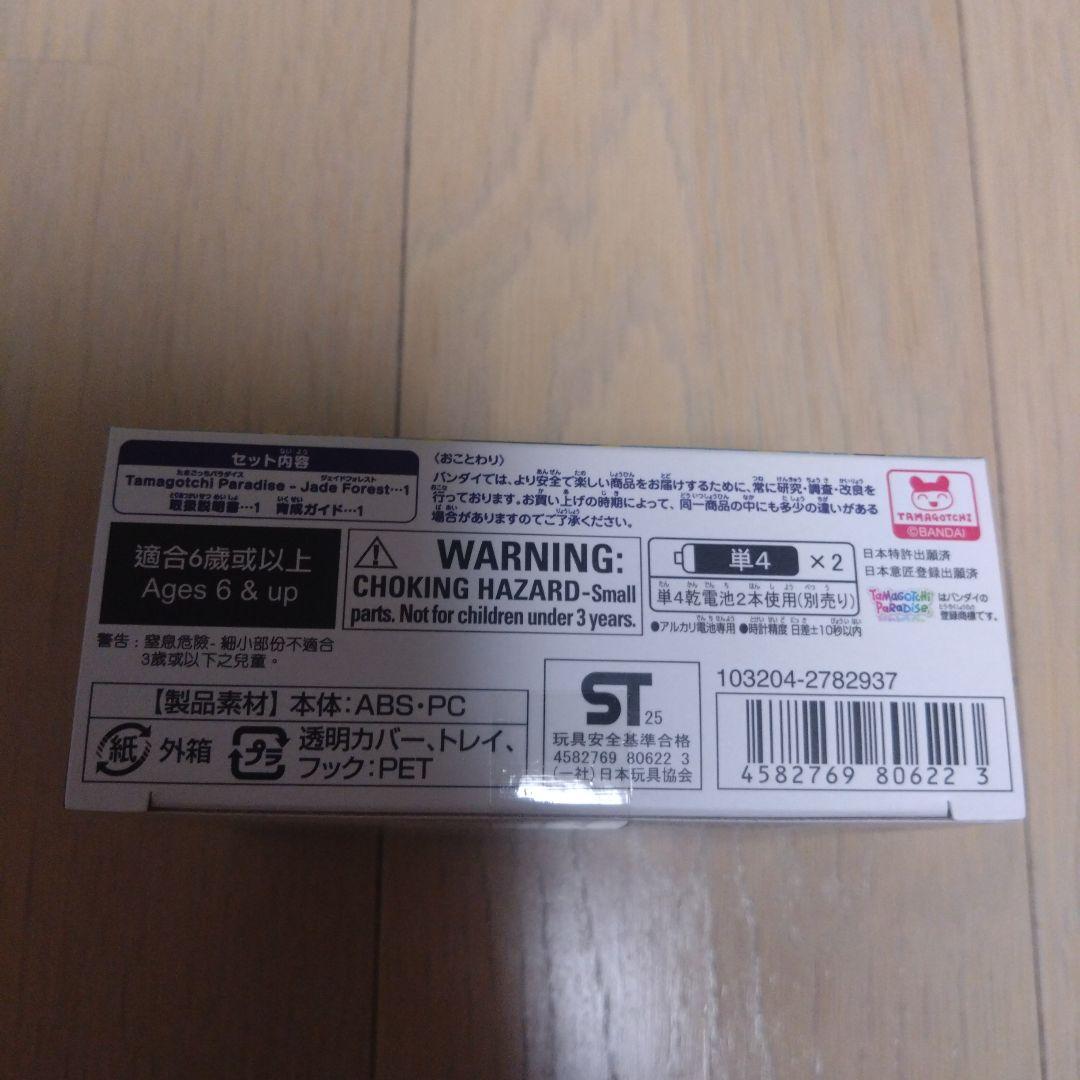 セット内容
Tamagotchi Paradise - Jade Forest…1
取扱説明書…1 育成ガイド…1
〈おことわり〉
バンダイでは、より安全で楽しい商品をお届けするために、常に研究・調査・改良を
行っております。お買い上げの時期によって、同一商品の中にも多少の違いがある
場合がありますのでご了承ください。
TAMAGOTCHI
©BANDAI
適合6歲或以上
Ages 6 & up
警告：窒息危險-細小部份不適合
3歲或以下之兒童。
WARNING:
CHOKING HAZARD-Small
parts. Not for children under 3 years.
単4 ×2
単4乾電池2本使用(別売り)
●アルカリ電池専用 ●時計精度 日差±10秒以内
日本特許出願済
日本意匠登録出願済
Tamagotchi Paradise はバンダイの
登録商標です。
【製品素材】本体：ABS・PC
紙 外箱 プラ 透明カバー、トレイ、
フック：PET
ST 25
玩具安全基準合格
4582769 80622 3
(一社)日本玩具協会
103204-2782937
4582769 80622 3